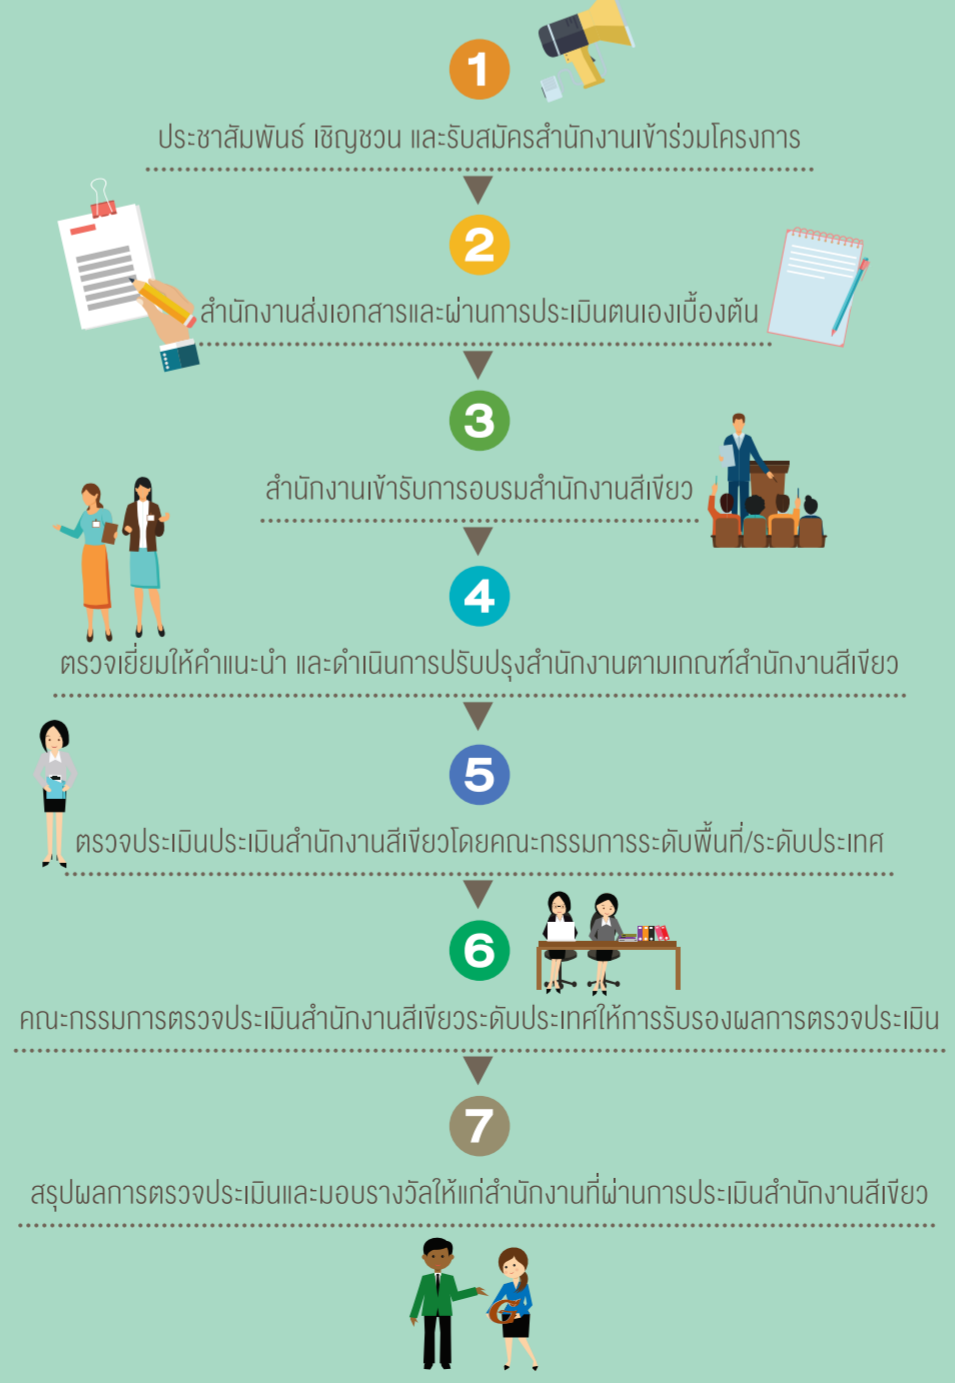 1
ประชาสัมพันธ์ เชิญชวน และรับสมัครสำนักงานเข้าร่วมโครงการ
2
สำนักงานส่งเอกสารและผ่านการประเมินตนเองเบื้องต้น
3
สำนักงานเข้ารับการอบรมสำนักงานสีเขียว
4
ตรวจเยี่ยมให้คำแนะนำ และดำเนินการปรับปรุงสำนักงานตามเกณฑ์สำนักงานสีเขียว
5
ตรวจประเมินประเมินสำนักงานสีเขียวโดยคณะกรรมการระดับพื้นที่/ระดับประเทศ
6
คณะกรรมการตรวจประเมินสำนักงานสีเขียวระดับประเทศให้การรับรองผลการตรวจประเมิน
7
สรุปผลการตรวจประเมินและมอบรางวัลให้แก่สำนักงานที่ผ่านการประเมินสำนักงานสีเขียว
G